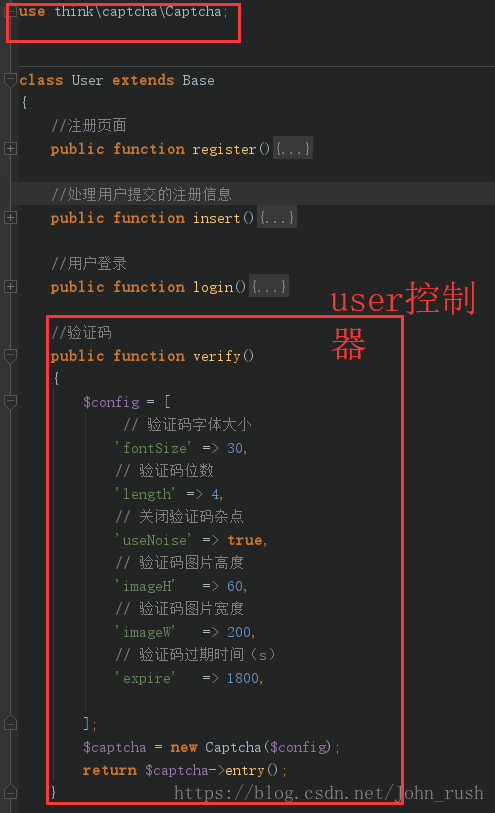 use think\captcha\Captcha;
class User extends Base
{
//注册页面
public function register(){...}
//处理用户提交的注册信息
public function insert(){...}
//用户登录
public function login(){...}
user控制
器
//验证码
public function verify()
{
$config = [
// 验证码字体大小
'fontSize' => 30,
// 验证码位数
'length' => 4,
// 关闭验证码杂点
'useNoise' => true,
// 验证码图片高度
'imageH'   => 60,
// 验证码图片宽度
'imageW'   => 200,
// 验证码过期时间（s）
'expire'   => 1800,
];
$captcha = new Captcha($config);
return $captcha->entry();
}
https://blog.csdn.net/John_rush